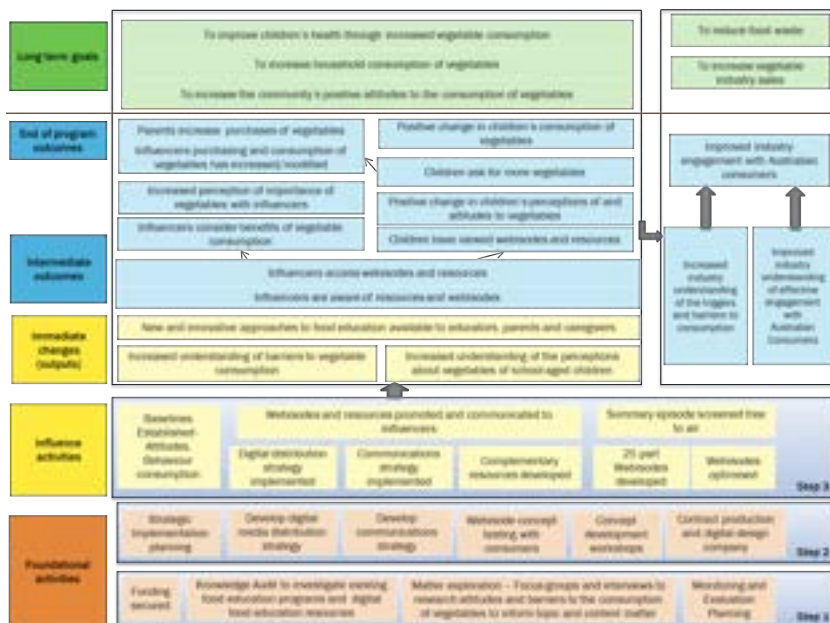 Long term goals
To improve children's health through increased vegetable consumption
To increase household consumption of vegetables
To increase the community's positive attitudes to the consumption of vegetables
To reduce food waste
To increase vegetable
industry sales
End of program
outcomes
Parents increase purchases of vegetables
Influencers purchasing and consumption of
vegetables has increased/modified
Positive change in children's consumption of
vegetables
Children ask for more vegetables
Increased perception of importance of
vegetables with influencers
Positive change in children's perceptions of and
attitudes to vegetables
Influencers consider benefits of vegetable
consumption
Children have viewed webisodes and resources
Improved industry
engagement with Australian
consumers
Intermediate
outcomes
Influencers access webisodes and resources
Influencers are aware of resources and webisodes
Increased
industry
understanding
of the triggers
and barriers to
consumption
Improved
industry
understanding
of effective
engagement
with
Australian
Consumers
Immediate
changes
(outputs)
New and innovative approaches to food education available to educators, parents and caregivers
Increased understanding of barriers to vegetable
consumption
Increased understanding of the perceptions
about vegetables of school-aged children
Influence
activities
Baselines
Established-
Attitudes,
Behaviour
consumption
Webisodes and resources promoted and communicated to
influencers
Summary episode screened free
to air
Digital distribution
strategy
implemented
Communications
strategy
implemented
Complementary
resources developed
25 part
Webisodes
developed
Webisodes
optimised
Step 3
Foundational
activities
Strategic
Implementation
planning
Develop digital
media distribution
strategy
Develop
communications
strategy
Webisode concept
testing with
consumers
Concept
development
workshops
Contract production
and digital design
company
Step 2
Funding
secured
Knowledge Audit to investigate existing
food education programs and digital
food education resources
Matter exploration – Focus groups and interviews to
research attitudes and barriers to the consumption
of vegetables to inform topic and content matter
Monitoring and
Evaluation
Planning
Step 1